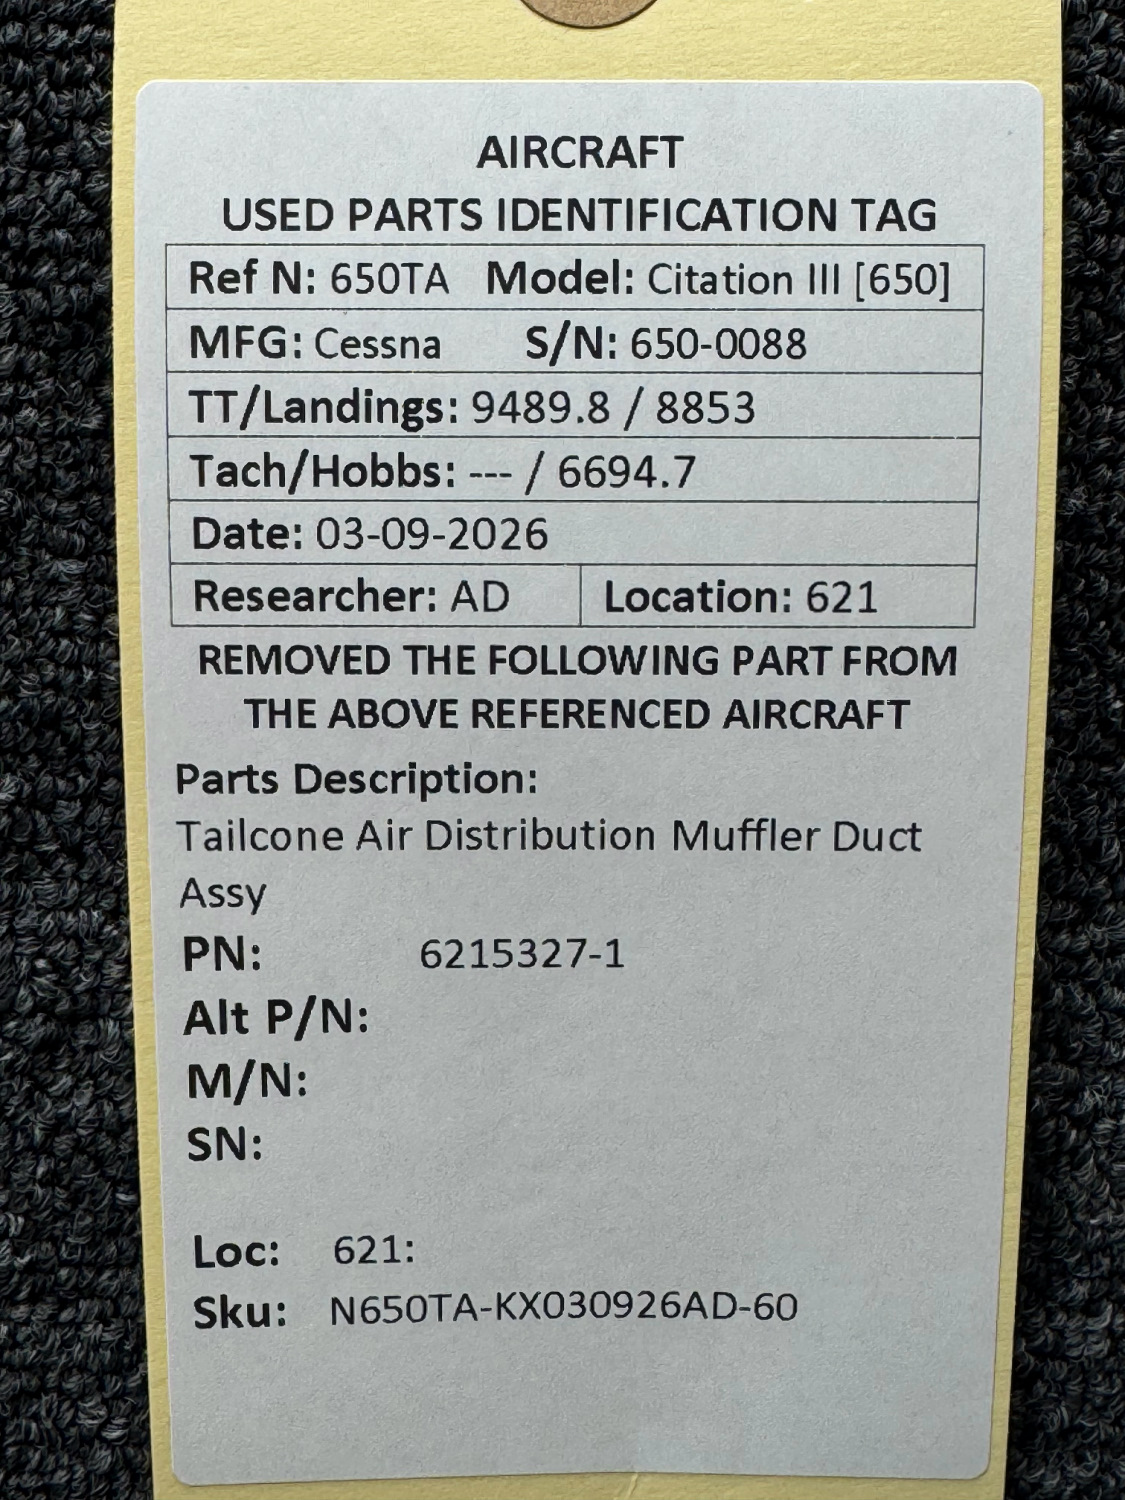 AIRCRAFT
USED PARTS IDENTIFICATION TAG
Ref N: 650TA Model: Citation III [650]
MFG: Cessna S/N: 650-0088
TT/Landings: 9489.8 / 8853
Tach/Hobbs: --- / 6694.7
Date: 03-09-2026
Researcher: AD Location: 621
REMOVED THE FOLLOWING PART FROM
THE ABOVE REFERENCED AIRCRAFT
Parts Description:
Tailcone Air Distribution Muffler Duct
Assy
PN: 6215327-1
Alt P/N:
M/N:
SN:
Loc: 621:
Sku: N650TA-KX030926AD-60